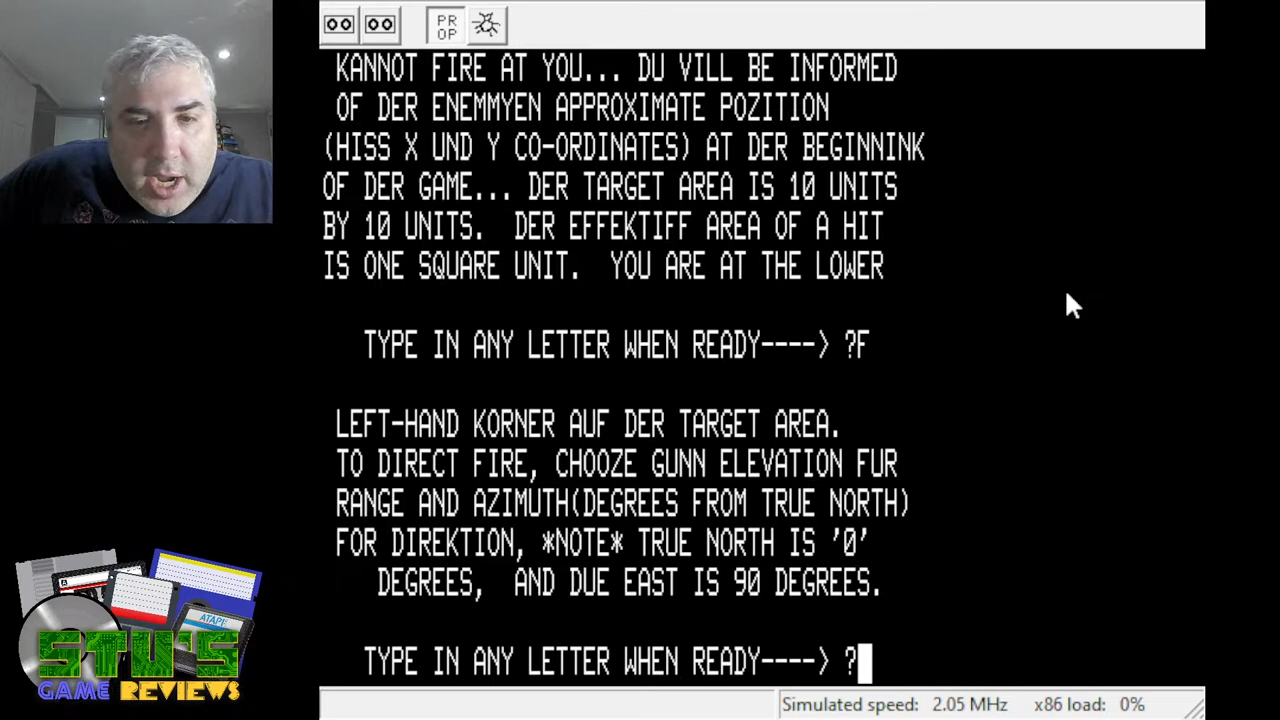 PR
OP
KANNOT FIRE AT YOU... DU VILL BE INFORMED
OF DER ENEMMYEN APPROXIMATE POZITION
(HISS X UND Y CO-ORDINATES) AT DER BEGINNINK
OF DER GAME... DER TARGET AREA IS 10 UNITS
BY 10 UNITS. DER EFFEKTIFF AREA OF A HIT
IS ONE SQUARE UNIT. YOU ARE AT THE LOWER
TYPE IN ANY LETTER WHEN READY----> ?F
LEFT-HAND KORNER AUF DER TARGET AREA.
TO DIRECT FIRE, CHOOZE GUNN ELEVATION FUR
RANGE AND AZIMUTH(DEGREES FROM TRUE NORTH)
FOR DIREKTION, *NOTE* TRUE NORTH IS '0'
DEGREES, AND DUE EAST IS 90 DEGREES.
TYPE IN ANY LETTER WHEN READY----> ?
ATARI
STU'S
GAME REVIEWS
Simulated speed: 2.05 MHz x86 load: 0%